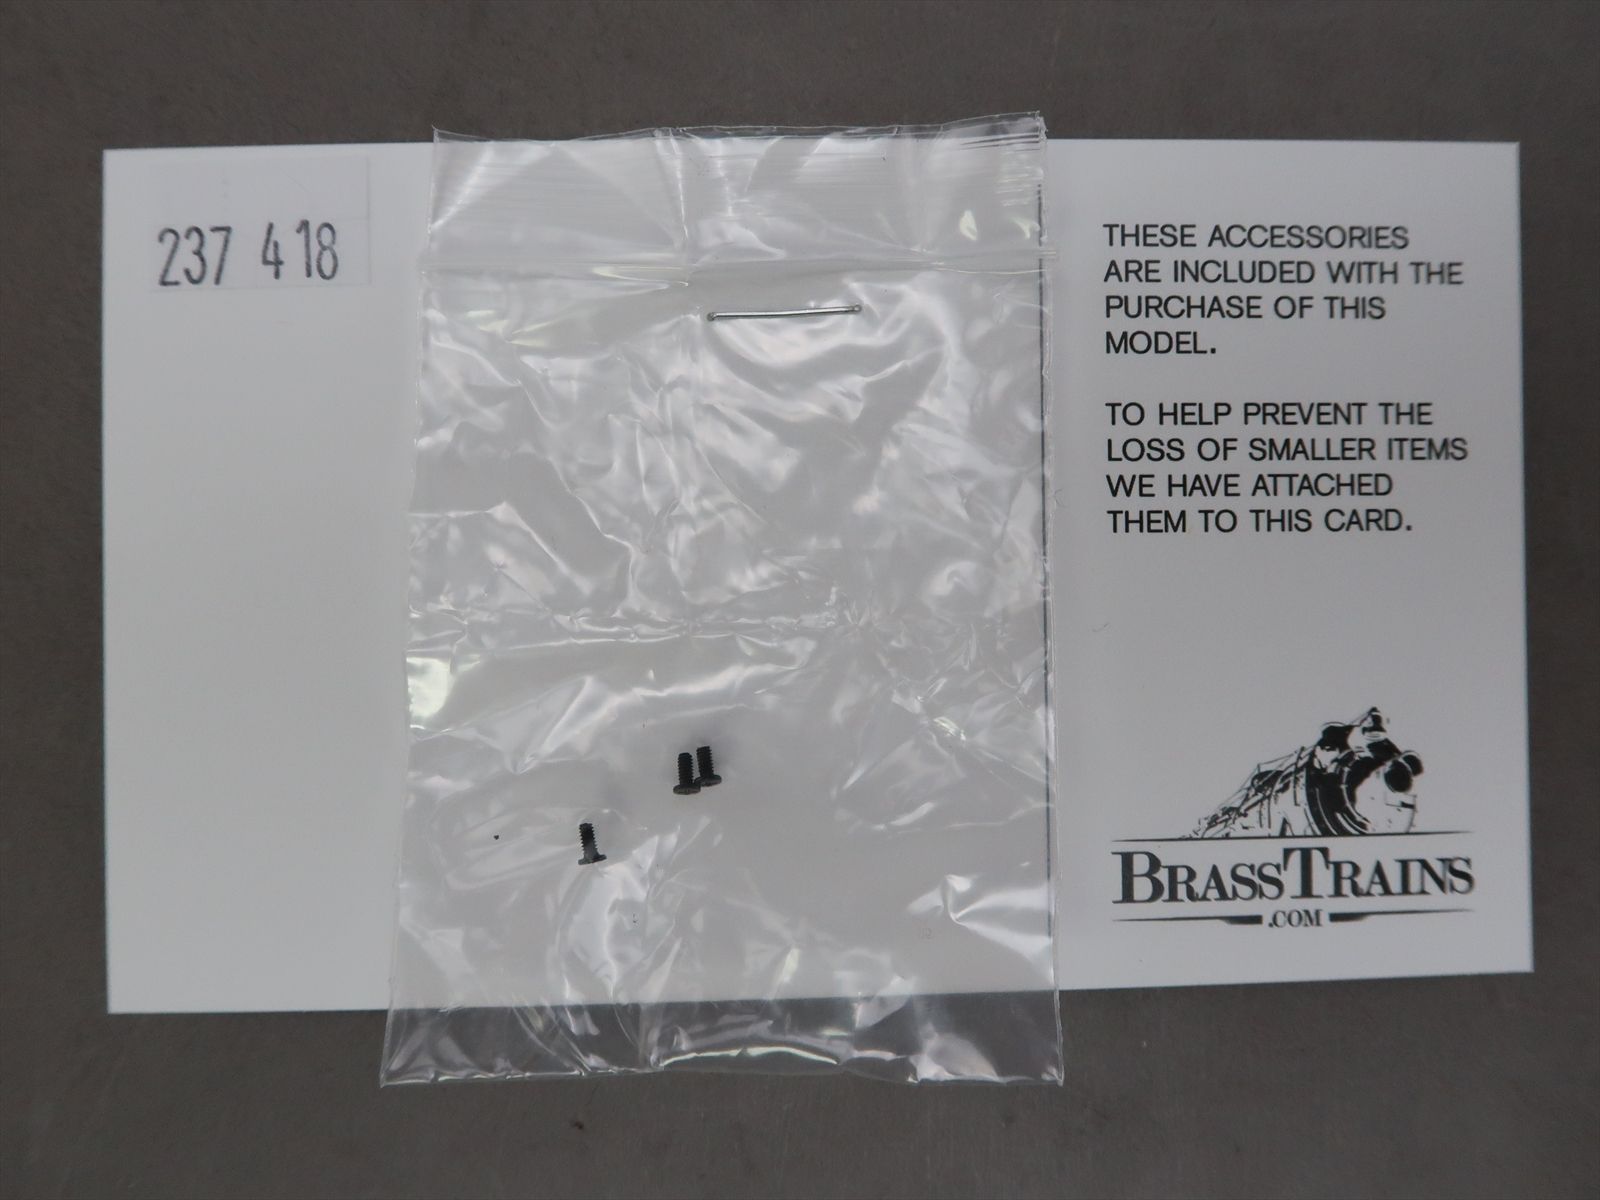 237 418
THESE ACCESSORIES
ARE INCLUDED WITH THE
PURCHASE OF THIS
MODEL.
TO HELP PREVENT THE
LOSS OF SMALLER ITEMS
WE HAVE ATTACHED
THEM TO THIS CARD.
BRASSTRAINS
.COM